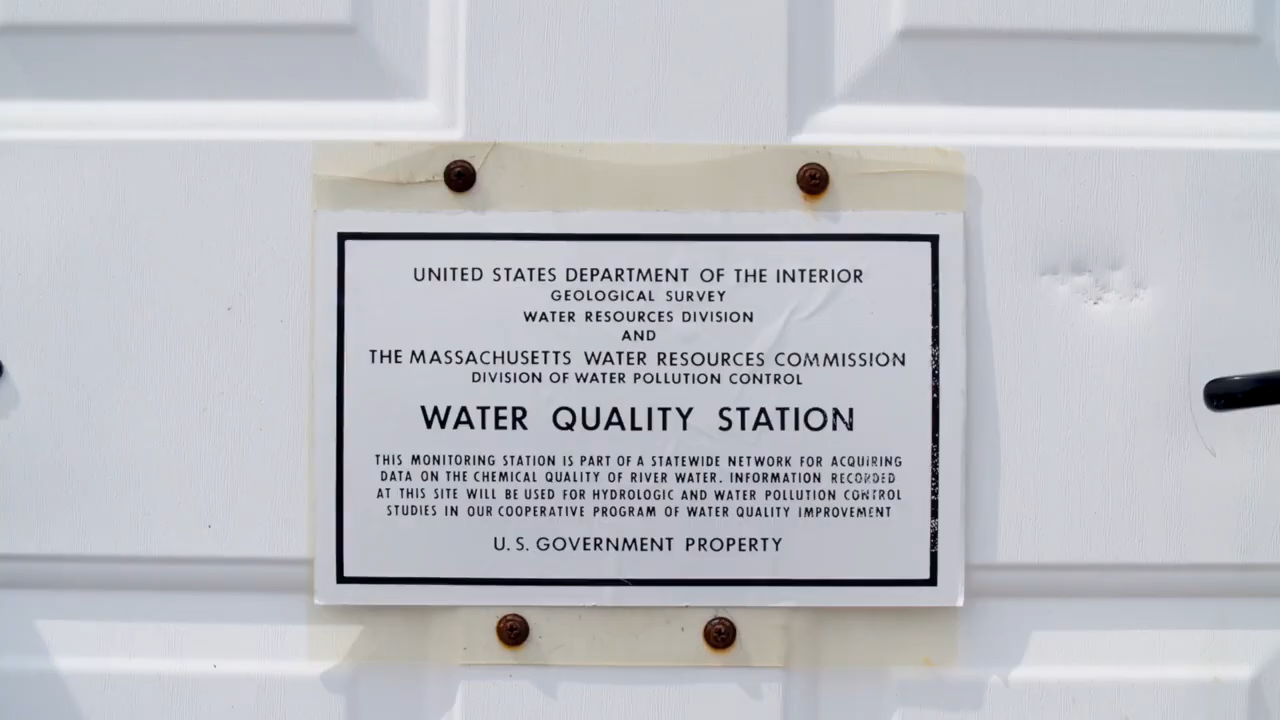 UNITED STATES DEPARTMENT OF THE INTERIOR
GEOLOGICAL SURVEY
WATER RESOURCES DIVISION
AND
THE MASSACHUSETTS WATER RESOURCES COMMISSION
DIVISION OF WATER POLLUTION CONTROL
WATER QUALITY STATION
THIS MONITORING STATION IS PART OF A STATEWIDE NETWORK FOR ACQUIRING
DATA ON THE CHEMICAL QUALITY OF RIVER WATER. INFORMATION RECORDED
AT THIS SITE WILL BE USED FOR HYDROLOGIC AND WATER POLLUTION CONTROL
STUDIES IN OUR COOPERATIVE PROGRAM OF WATER QUALITY IMPROVEMENT
U. S. GOVERNMENT PROPERTY